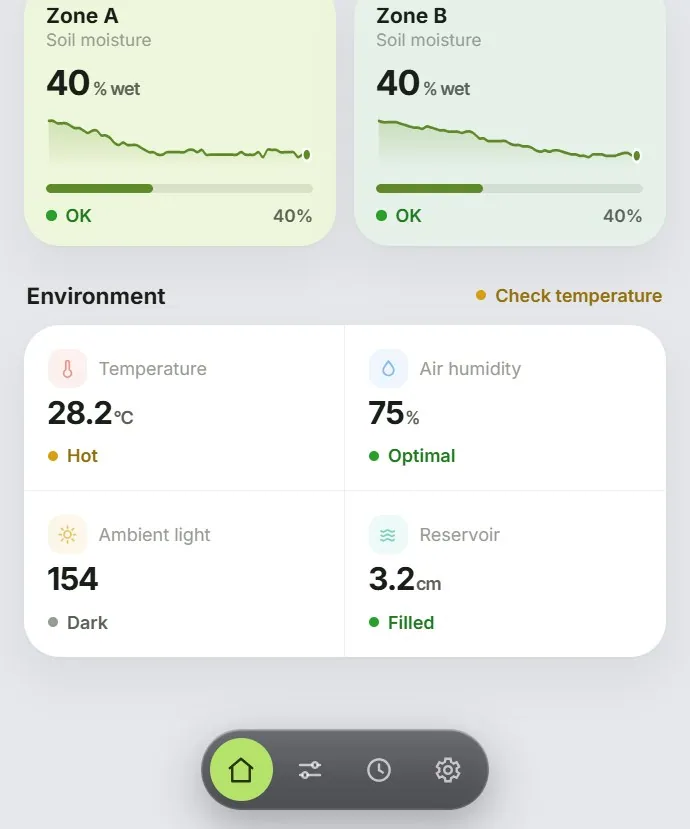 Zone A
Soil moisture
40 % wet
OK 40%
Zone B
Soil moisture
40 % wet
OK 40%
Environment
Check temperature
Temperature
28.2°C
Hot
Air humidity
75%
Optimal
Ambient light
154
Dark
Reservoir
3.2cm
Filled